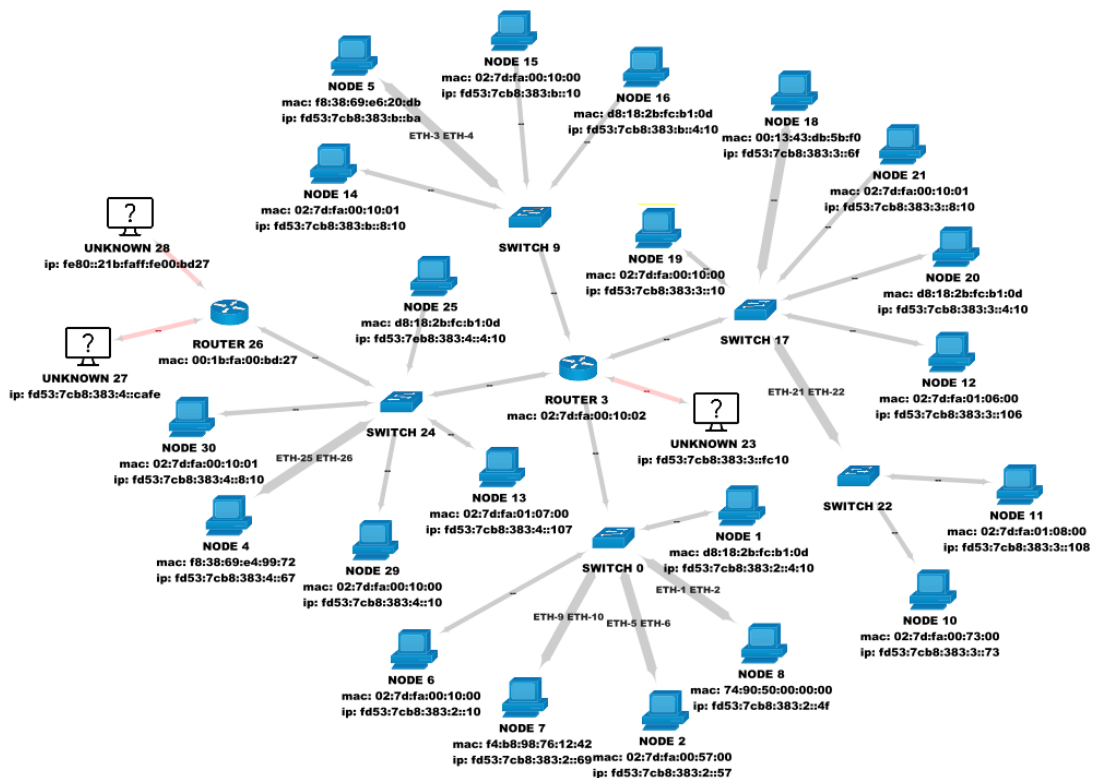 NODE 15
mac: 02:7d:fa:00:10:00
ip: fd53:7cb8:383:b::10
NODE 5
mac: f8:38:69:e6:20:db
ip: fd53:7cb8:383:b::ba
NODE 16
mac: d8:18:2b:fc:b1:0d
ip: fd53:7cb8:383:b::4:10
NODE 18
mac: 00:13:43:db:5b:f0
ip: fd53:7cb8:383:3::6f
ETH-3 ETH-4
--
--
--
NODE 21
mac: 02:7d:fa:00:10:01
ip: fd53:7cb8:383:3::8:10
NODE 14
mac: 02:7d:fa:00:10:01
ip: fd53:7cb8:383:b::8:10
SWITCH 9
UNKNOWN 28
ip: fe80::21b:faff:fe00:bd27
NODE 19
mac: 02:7d:fa:00:10:00
ip: fd53:7cb8:383:3::10
NODE 20
mac: d8:18:2b:fc:b1:0d
ip: fd53:7cb8:383:3::4:10
NODE 25
mac: d8:18:2b:fc:b1:0d
ip: fd53:7eb8:383:4::4:10
SWITCH 17
ROUTER 26
mac: 00:1b:fa:00:bd:27
UNKNOWN 27
ip: fd53:7cb8:383:4::cafe
NODE 12
mac: 02:7d:fa:01:06:00
ip: fd53:7cb8:383:3::106
ETH-21 ETH-22
ROUTER 3
mac: 02:7d:fa:00:10:02
SWITCH 24
UNKNOWN 23
ip: fd53:7cb8:383:3::fc10
NODE 30
mac: 02:7d:fa:00:10:01
ip: fd53:7cb8:383:4::8:10
ETH-25 ETH-26
NODE 13
mac: 02:7d:fa:01:07:00
ip: fd53:7cb8:383:4::107
SWITCH 22
NODE 11
mac: 02:7d:fa:01:08:00
ip: fd53:7cb8:383:3::108
NODE 4
mac: f8:38:69:e4:99:72
ip: fd53:7cb8:383:4::67
NODE 29
mac: 02:7d:fa:00:10:00
ip: fd53:7cb8:383:4::10
NODE 1
mac: d8:18:2b:fc:b1:0d
ip: fd53:7cb8:383:2::4:10
SWITCH 0
ETH-1 ETH-2
ETH-9 ETH-10
ETH-5 ETH-6
NODE 10
mac: 02:7d:fa:00:73:00
ip: fd53:7cb8:383:3::73
NODE 6
mac: 02:7d:fa:00:10:00
ip: fd53:7cb8:383:2::10
NODE 8
mac: 74:90:50:00:00:00
ip: fd53:7cb8:383:2::4f
NODE 7
mac: f4:b8:98:76:12:42
ip: fd53:7cb8:383:2::69
NODE 2
mac: 02:7d:fa:00:57:00
ip: fd53:7cb8:383:2::57